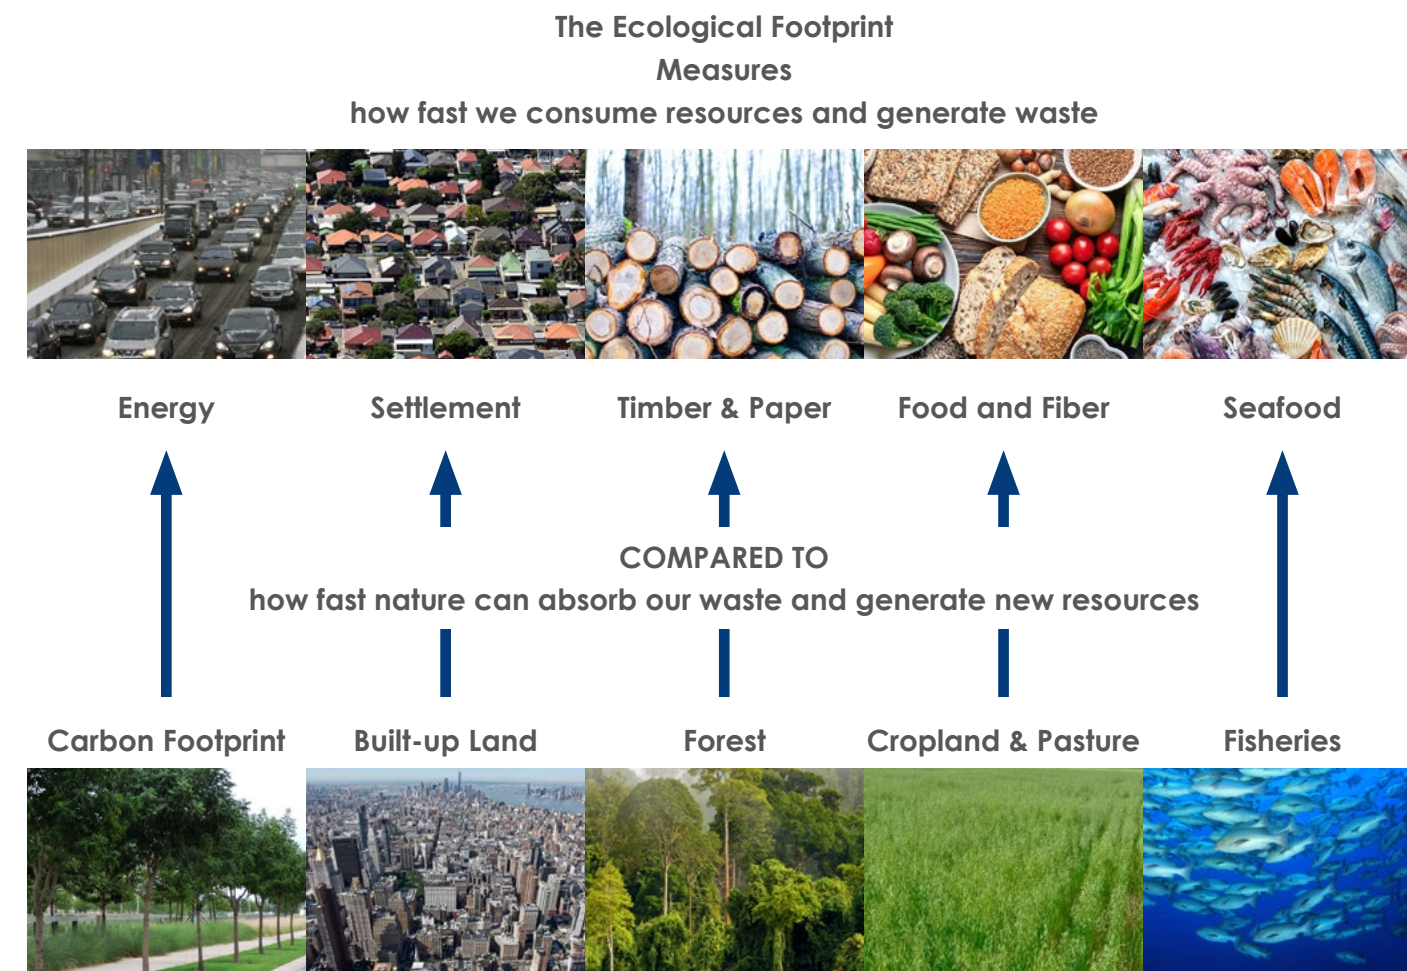 The Ecological Footprint
Measures
how fast we consume resources and generate waste
Energy
Settlement
Timber & Paper
Food and Fiber
Seafood
COMPARED TO
how fast nature can absorb our waste and generate new resources
Carbon Footprint
Built-up Land
Forest
Cropland & Pasture
Fisheries